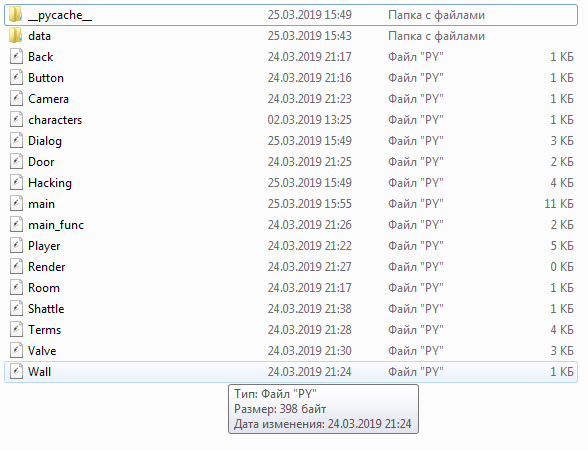 __pycache__ 25.03.2019 15:49 Папка с файлами
data 25.03.2019 15:43 Папка с файлами
Back 24.03.2019 21:17 Файл "PY" 1 КБ
Button 24.03.2019 21:16 Файл "PY" 1 КБ
Camera 24.03.2019 21:23 Файл "PY" 1 КБ
characters 02.03.2019 13:25 Файл "PY" 1 КБ
Dialog 25.03.2019 15:49 Файл "PY" 3 КБ
Door 24.03.2019 21:25 Файл "PY" 2 КБ
Hacking 25.03.2019 15:49 Файл "PY" 4 КБ
main 25.03.2019 15:55 Файл "PY" 11 КБ
main_func 24.03.2019 21:26 Файл "PY" 2 КБ
Player 24.03.2019 21:22 Файл "PY" 5 КБ
Render 24.03.2019 21:27 Файл "PY" 0 КБ
Room 24.03.2019 21:17 Файл "PY" 1 КБ
Shattle 24.03.2019 21:38 Файл "PY" 1 КБ
Terms 24.03.2019 21:28 Файл "PY" 4 КБ
Valve 24.03.2019 21:30 Файл "PY" 3 КБ
Wall 24.03.2019 21:24 Файл "PY" 1 КБ
Тип: Файл "PY"
Размер: 398 байт
Дата изменения: 24.03.2019 21:24